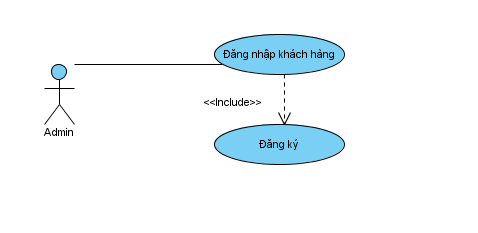 Đăng nhập khách hàng
<<Include>>
Admin
Đăng ký